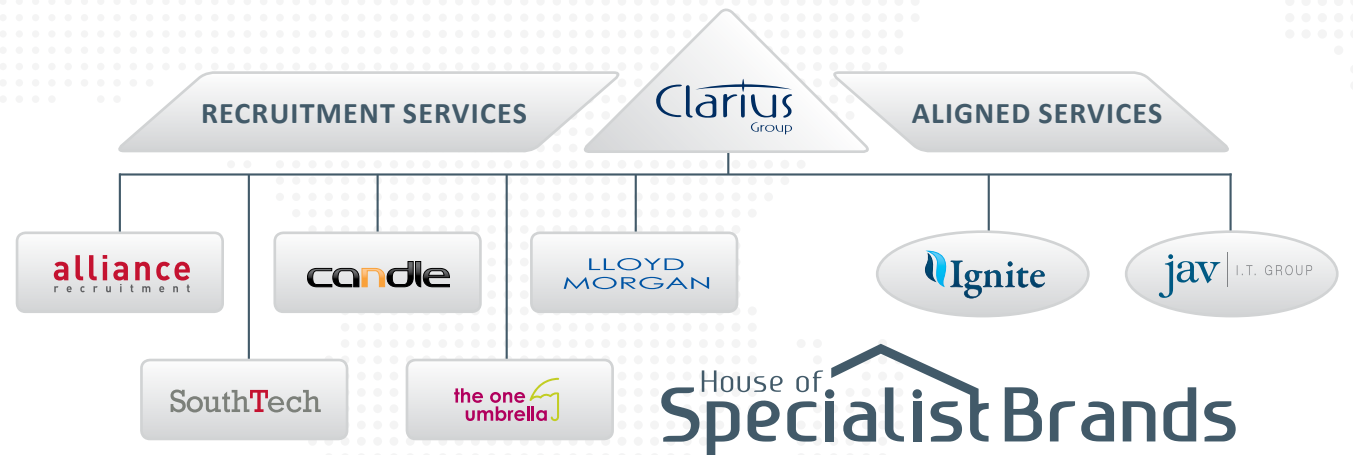 RECRUITMENT SERVICES
Clarius
Group
ALIGNED SERVICES
alliance
recruitment
candle
LLOYD
MORGAN
Ignite
jav I.T. GROUP
SouthTech
the one
umbrella
House of
Specialist Brands